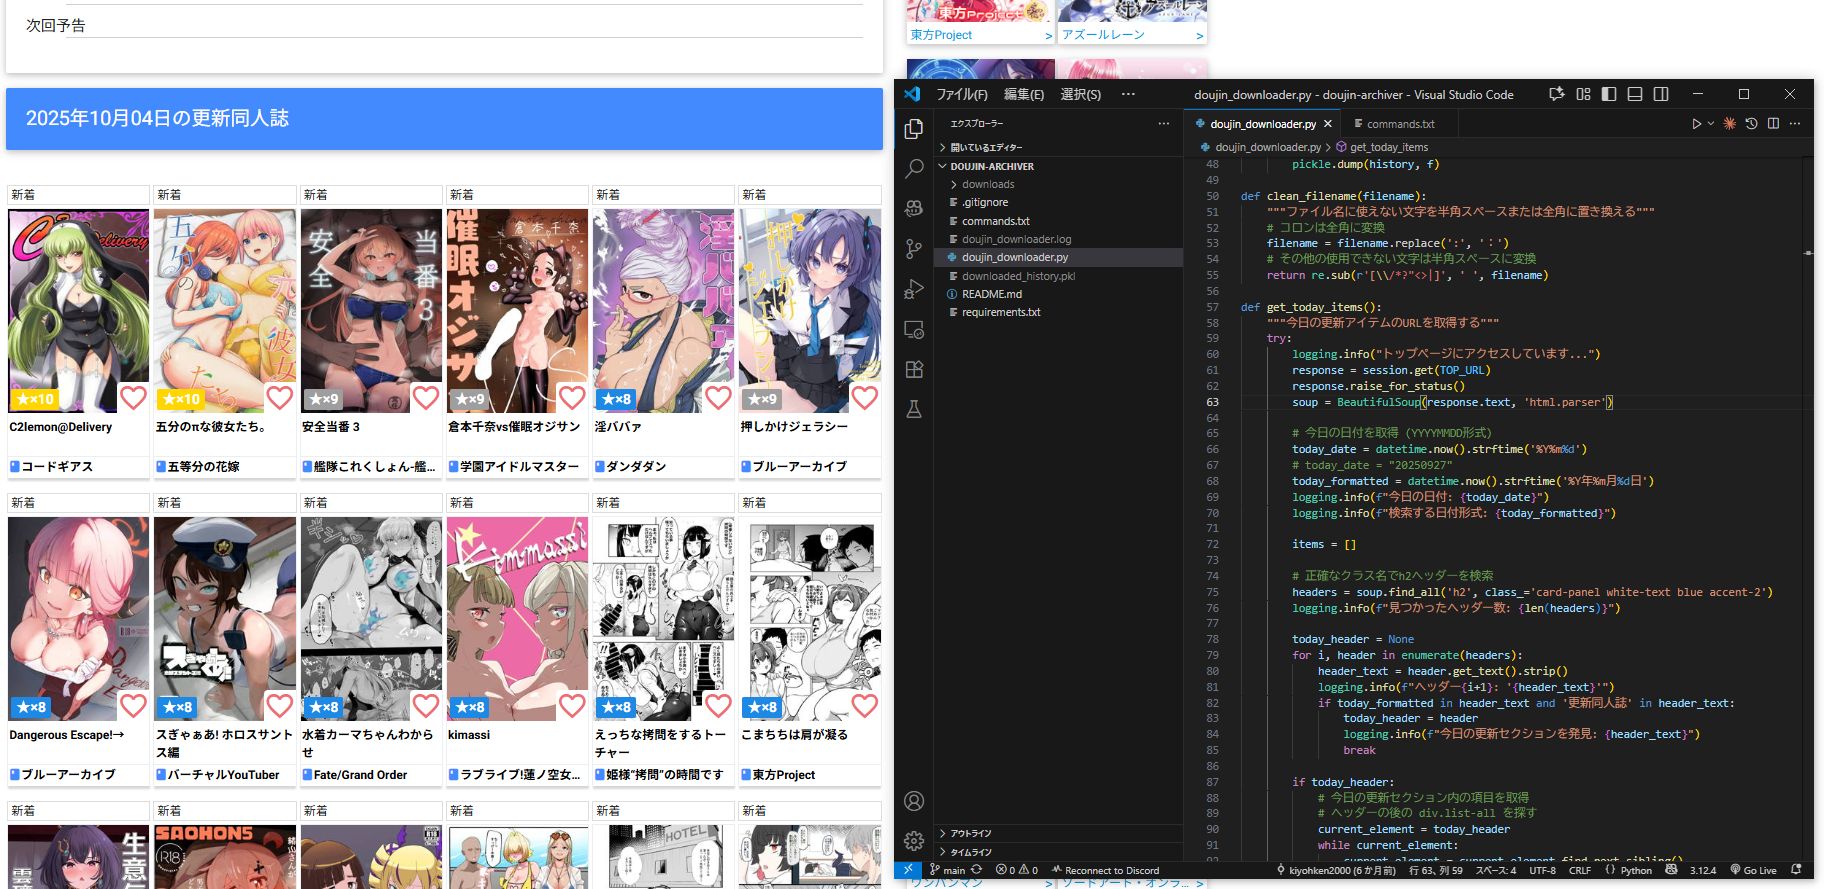 次回予告
2025年10月04日の更新同人誌
新着
新着
新着
新着
新着
新着
★×10
★×10
★×9
★×9
★×8
★×9
C2lemon@Delivery
五分のπな彼女たち。
安全当番 3
倉本千奈vs催眠オジサン
淫ババァ
押しかけジェラシー
コードギアス
五等分の花嫁
艦隊これくしょん-艦...
学園アイドルマスター
ダンダダン
ブルーアーカイブ
新着
新着
新着
新着
新着
新着
Kimmassi
★×8
★×8
★×8
★×8
★×8
★×8
Dangerous Escape!→
スぎゃぁあ! ホロスサントス編
水着カーマちゃんわからせ
kimassi
えっちな拷問をするトーチャー
こまちちは肩が凝る
ブルーアーカイブ
バーチャルYouTuber
Fate/Grand Order
ラブライブ!蓮ノ空女...
姫様“拷問”の時間です
東方Project
新着
新着
新着
新着
新着
新着
SAOHON5
R18
HOTEL
東方Project
東方Project >
アズールレーン >
ファイル(F) 編集(E) 選択(S) ···
doujin_downloader.py - doujin-archiver - Visual Studio Code
エクスプローラー ···
開いているエディター
DOUJIN-ARCHIVER
downloads
.gitignore
commands.txt
doujin_downloader.log
doujin_downloader.py
downloaded_history.pkl
README.md
requirements.txt
アウトライン
タイムライン
doujin_downloader.py
commands.txt
doujin_downloader.py > get_today_items
48 pickle.dump(history, f)
49
50 def clean_filename(filename):
51 """ファイル名に使えない文字を半角スペースまたは全角に置き換える"""
52 # コロンは全角に変換
53 filename = filename.replace(':', '：')
54 # その他の使用できない文字は半角スペースに変換
55 return re.sub(r'[\\/*?"<>|]', ' ', filename)
56
57 def get_today_items():
58 """今日の更新アイテムのURLを取得する"""
59 try:
60 logging.info("トップページにアクセスしています...")
61 response = session.get(TOP_URL)
62 response.raise_for_status()
63 soup = BeautifulSoup(response.text, 'html.parser')
64
65 # 今日の日付を取得 (YYYYMMDD形式)
66 today_date = datetime.now().strftime('%Y%m%d')
67 # today_date = "20250927"
68 today_formatted = datetime.now().strftime('%Y年%m月%d日')
69 logging.info(f"今日の日付: {today_date}")
70 logging.info(f"検索する日付形式: {today_formatted}")
71
72 items = []
73
74 # 正確なクラス名でh2ヘッダーを検索
75 headers = soup.find_all('h2', class_='card-panel white-text blue accent-2')
76 logging.info(f"見つかったヘッダー数: {len(headers)}")
77
78 today_header = None
79 for i, header in enumerate(headers):
80 header_text = header.get_text().strip()
81 logging.info(f"ヘッダー{i+1}: '{header_text}'")
82 if today_formatted in header_text and '更新同人誌' in header_text:
83 today_header = header
84 logging.info(f"今日の更新セクションを発見: {header_text}")
85 break
86
87 if today_header:
88 # 今日の更新セクション内の項目を取得
89 # ヘッダーの後の div.list-all を探す
90 current_element = today_header
91 while current_element:
92 current_element = current_element.find_next_sibling()
main 0 0 Reconnect to Discord
kiyohken2000 (6 か月前) 行 63、列 59 スペース: 4 UTF-8 CRLF Python 3.12.4 Go Live
ワンパンマン >
ソードアート・オンラ... >